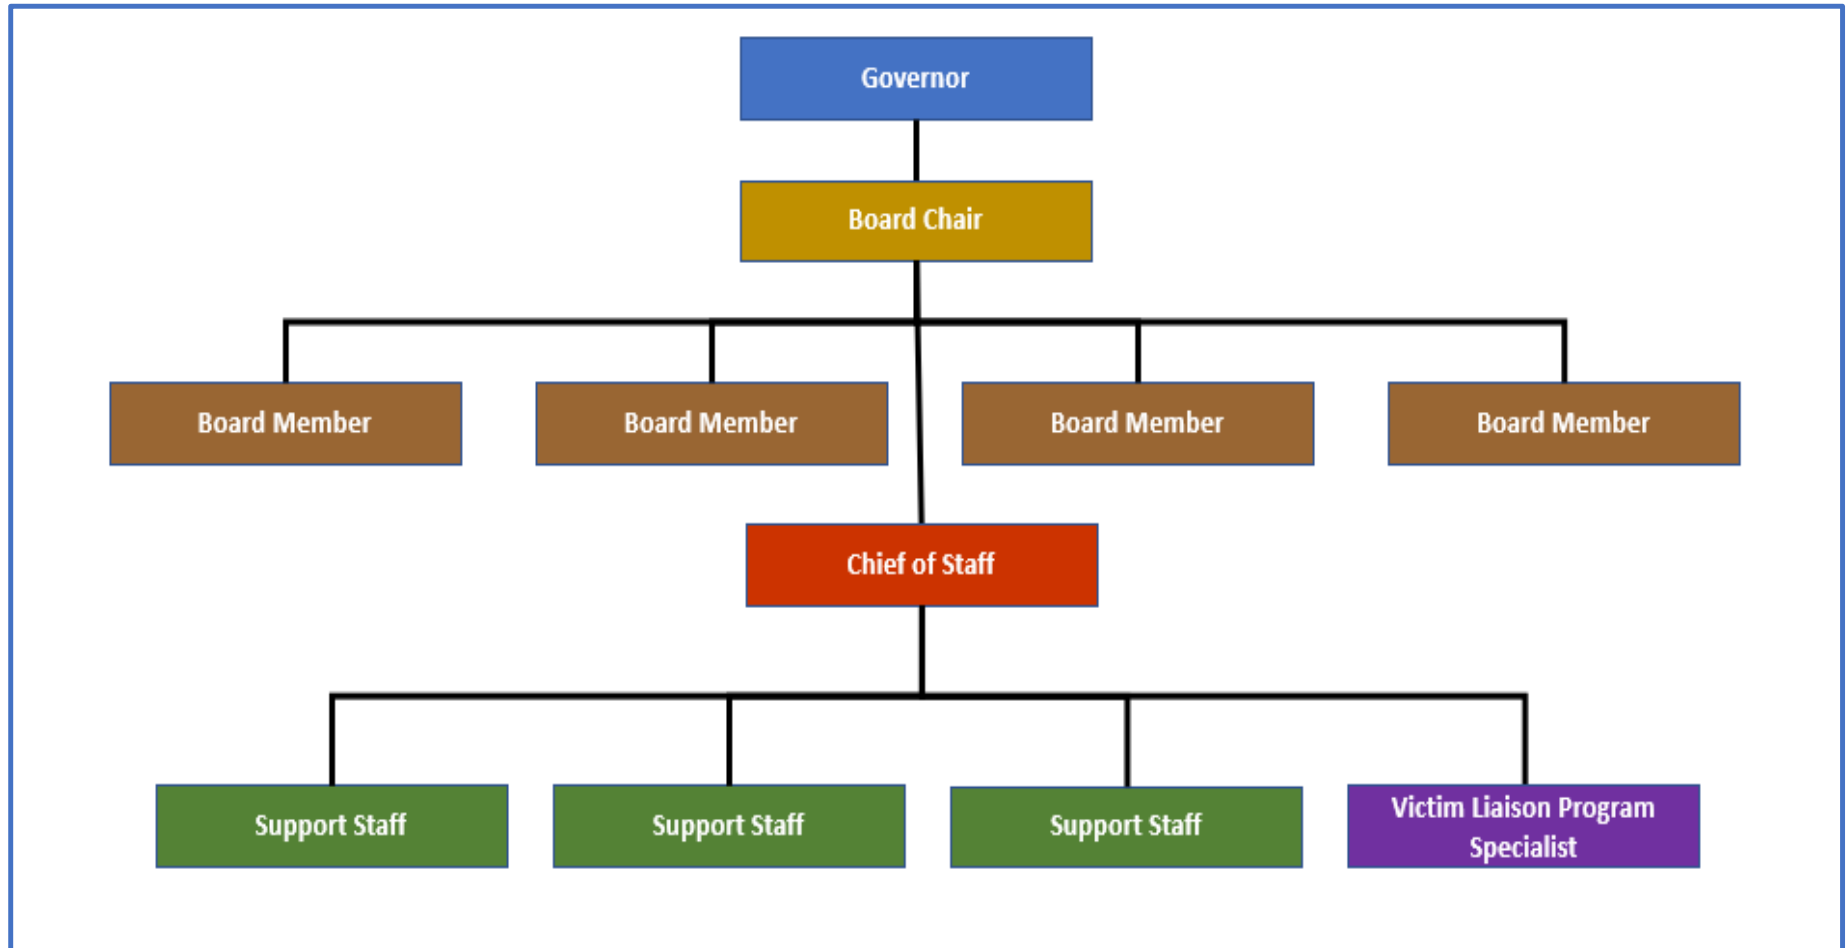 Governor
Board Chair
Board Member
Board Member
Board Member
Board Member
Chief of Staff
Support Staff
Support Staff
Support Staff
Victim Liaison Program
Specialist